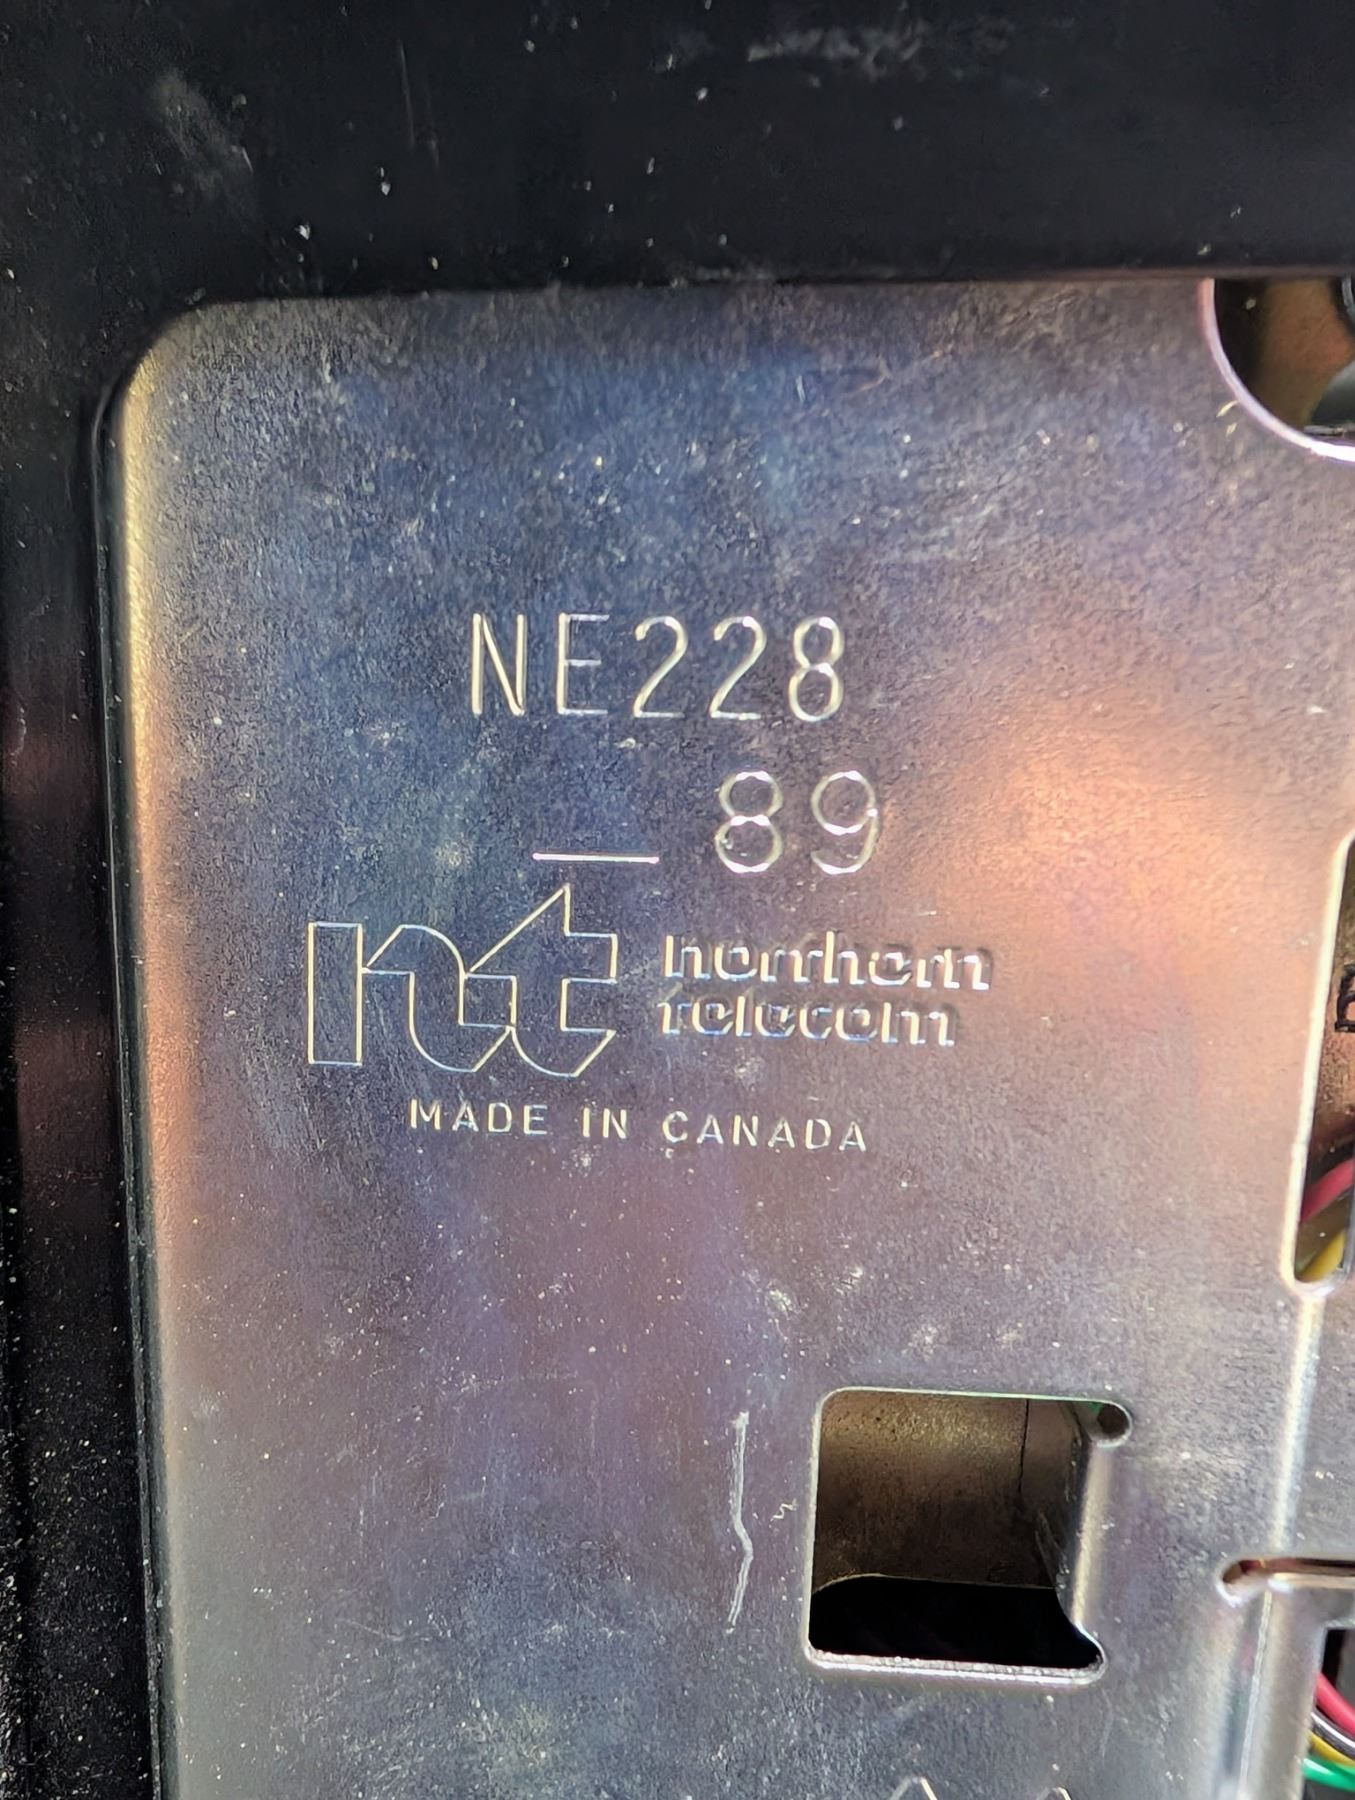 NE228
89
nt northern
telecom
MADE IN CANADA